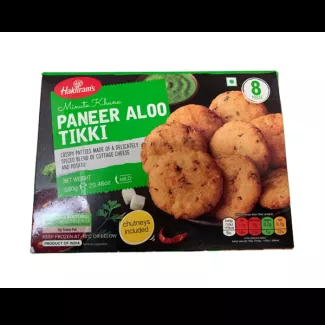 Haldiram's
8
Minute Khana
PANEER ALOO
TIKKI
CRISPY PATTIES MADE OF A DELICATELY
SPICED BLEND OF COTTAGE CHEESE
AND POTATO
NET WEIGHT
MILD
chutneys
included
KEEP FROZEN AT -18°C OR BELOW
PRODUCT OF INDIA